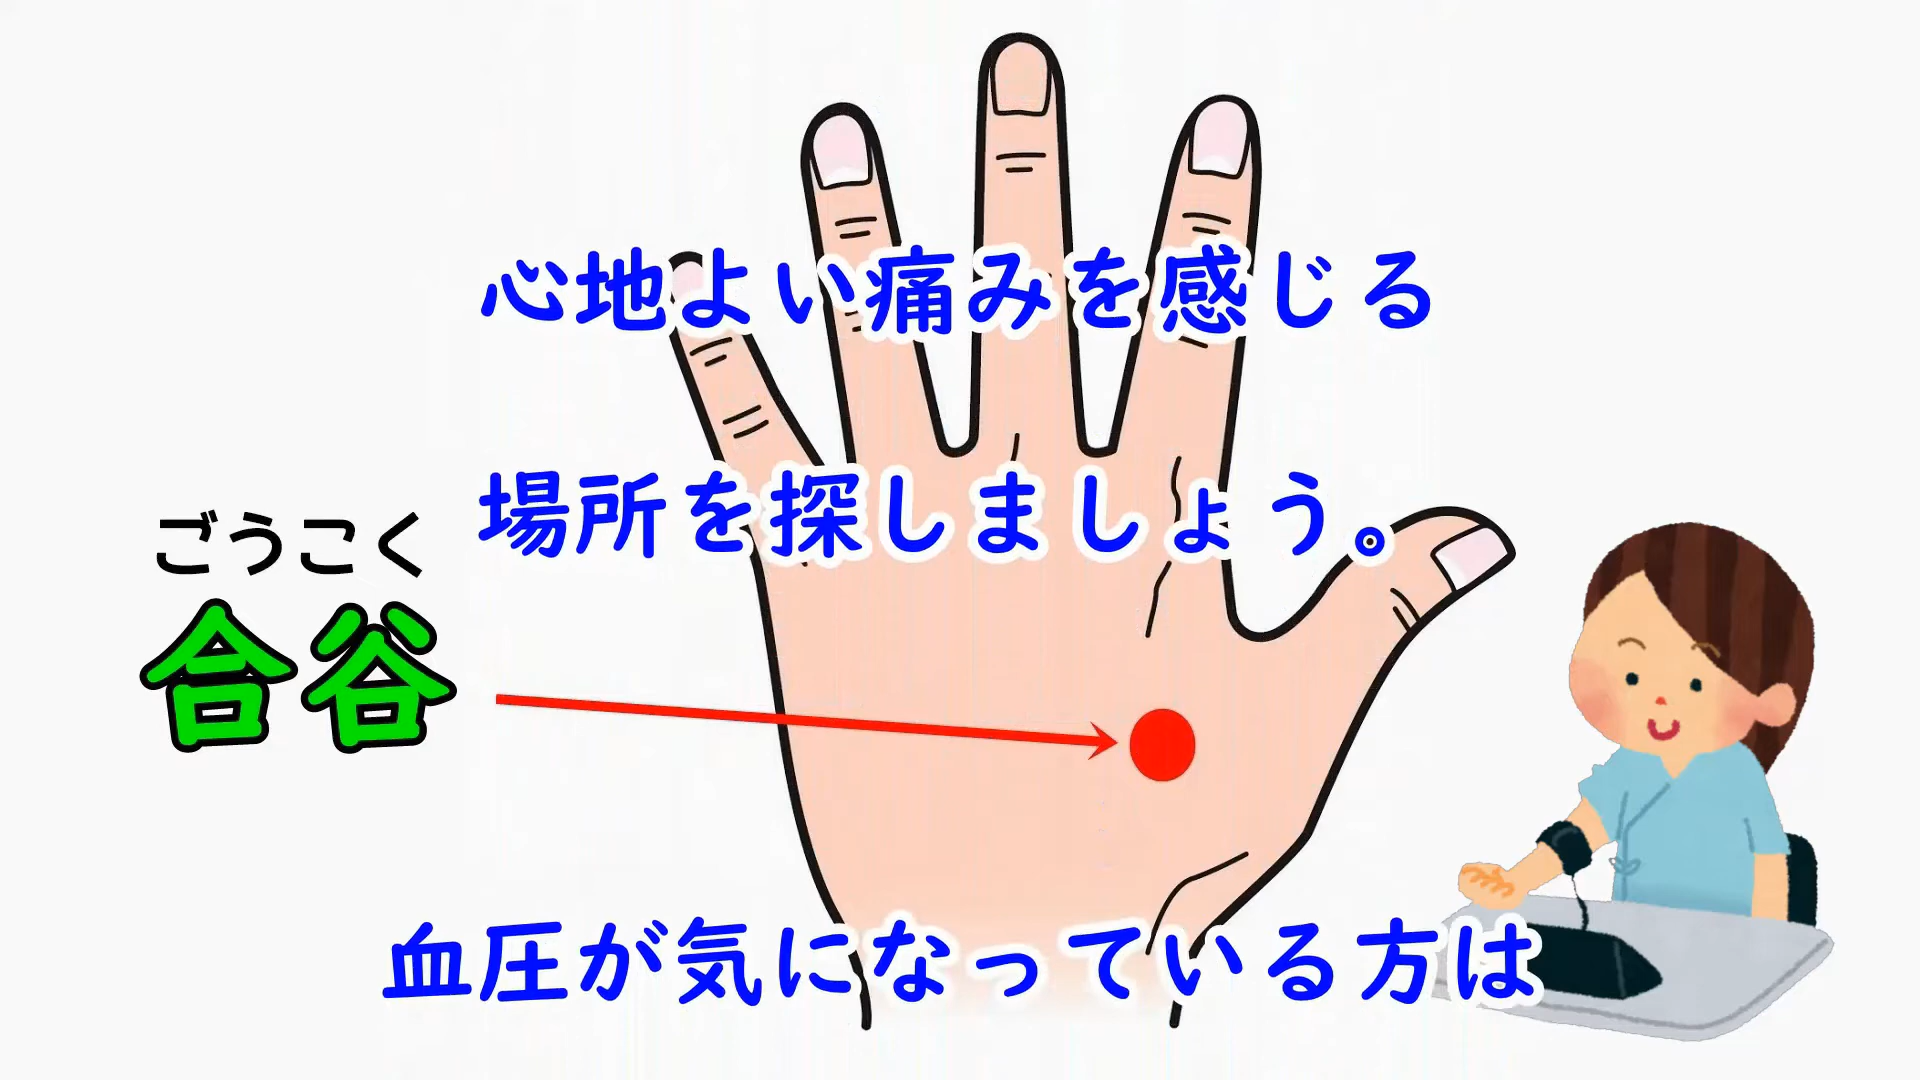 心地よい痛みを感じる
場所を探しましょう。
ごうこく
合谷
血圧が気になっている方は